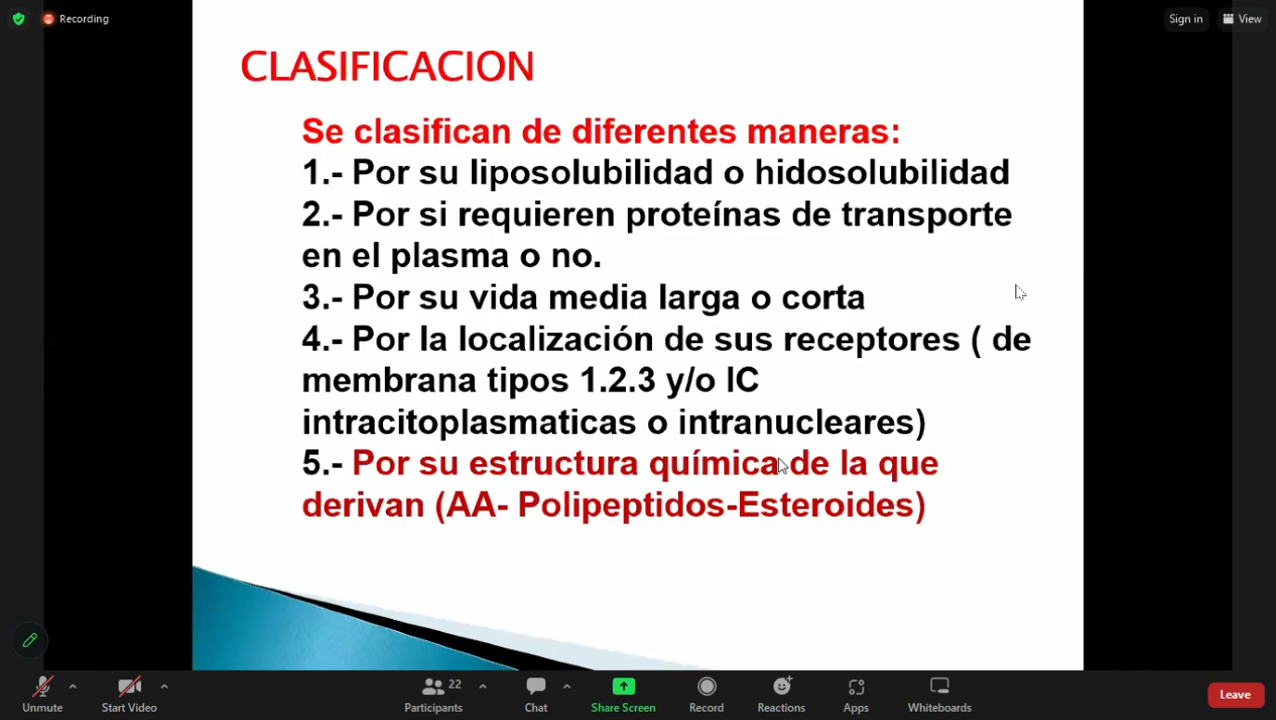 Recording
Sign in
View
CLASIFICACION
Se clasifican de diferentes maneras:
1.- Por su liposolubilidad o hidosolubilidad
2.- Por si requieren proteínas de transporte
en el plasma o no.
3.- Por su vida media larga o corta
4.- Por la localización de sus receptores ( de
membrana tipos 1.2.3 y/o IC
intracitoplasmaticas o intranucleares)
5.- Por su estructura química de la que
derivan (AA- Polipeptidos-Esteroides)
Unmute
Start Video
22
Participants
Chat
Share Screen
Record
Reactions
Apps
Whiteboards
Leave